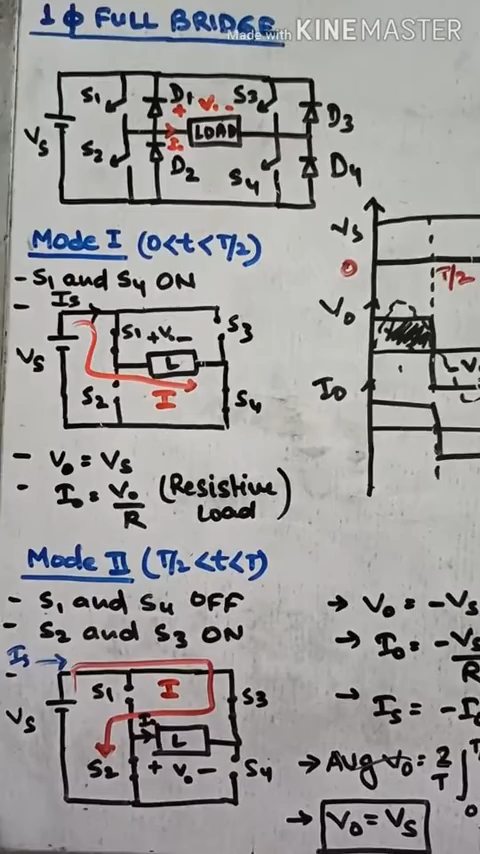 1ϕ FULL BRIDGE
Made with KINEMASTER
S1 D1 + V. - S3
Vs I. LOAD D3
S2 D2 S4 D4
Mode I (0<t<T/2)
- S1 and S4 ON
- Is
S1 +V0- S3
Vs L
S2 I S4
- V0 = Vs
- I0 = V0/R (Resistive Load)
Vs
0 T/2
V0
I0
Mode II (T/2<t<T)
- S1 and S4 OFF
- S2 and S3 ON
Is →
- S1 I S3
Vs L
S2 + V0 - S4
→ V0 = -Vs
→ I0 = -Vs/R
→ Is = -I0
→ Avg V0 = 2/T ∫ 0
→ V0 = Vs